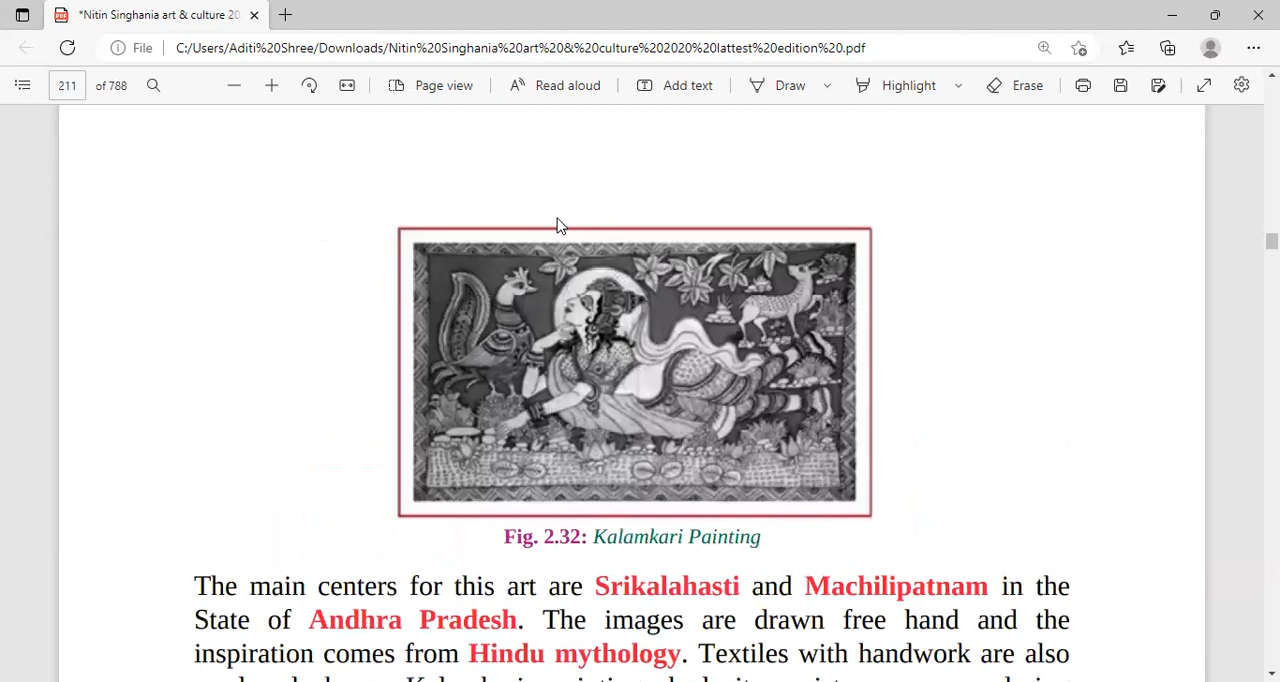 *Nitin Singhania art & culture 20
File
C:/Users/Aditi%20Shree/Downloads/Nitin%20Singhania%20art%20&%20culture%202020%20lattest%20edition%20.pdf
211 of 788
Page view
Read aloud
Add text
Draw
Highlight
Erase
Fig. 2.32: Kalamkari Painting
The main centers for this art are Srikalahasti and Machilipatnam in the
State of Andhra Pradesh. The images are drawn free hand and the
inspiration comes from Hindu mythology. Textiles with handwork are also